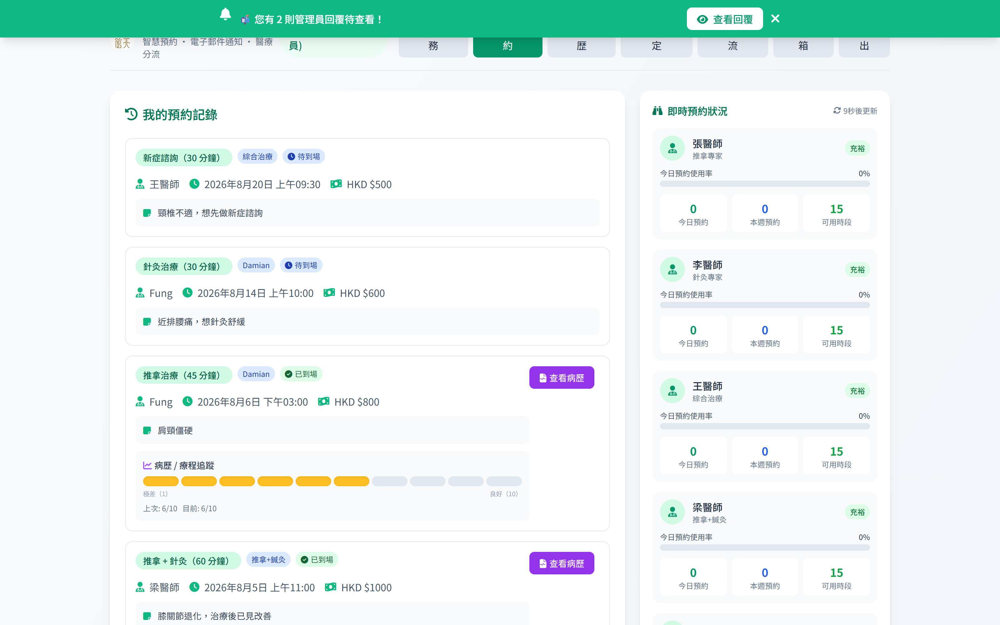 📬 您有 2 則管理員回覆待查看！
查看回覆
館天
智慧預約 · 電子郵件通知 · 醫療
分流
員)
務
約
歷
定
流
箱
出
我的預約記錄
新症諮詢（30 分鐘）
綜合治療
待到場
王醫師
2026年8月20日 上午09:30
HKD $500
頸椎不適，想先做新症諮詢
針灸治療（30 分鐘）
Damian
待到場
Fung
2026年8月14日 上午10:00
HKD $600
近排腰痛，想針灸舒緩
推拿治療（45 分鐘）
Damian
已到場
查看病歷
Fung
2026年8月6日 下午03:00
HKD $800
肩頸僵硬
病歷 / 療程追蹤
極差（1）
良好（10）
上次: 6/10 目前: 6/10
推拿 + 針灸（60 分鐘）
推拿+鍼灸
已到場
查看病歷
梁醫師
2026年8月5日 上午11:00
HKD $1000
膝關節退化，治療後已見改善
即時預約狀況
9秒後更新
張醫師
推拿專家
充裕
今日預約使用率
0%
0
今日預約
0
本週預約
15
可用時段
李醫師
針灸專家
充裕
今日預約使用率
0%
0
今日預約
0
本週預約
15
可用時段
王醫師
綜合治療
充裕
今日預約使用率
0%
0
今日預約
0
本週預約
15
可用時段
梁醫師
推拿+鍼灸
充裕
今日預約使用率
0%
0
今日預約
0
本週預約
15
可用時段